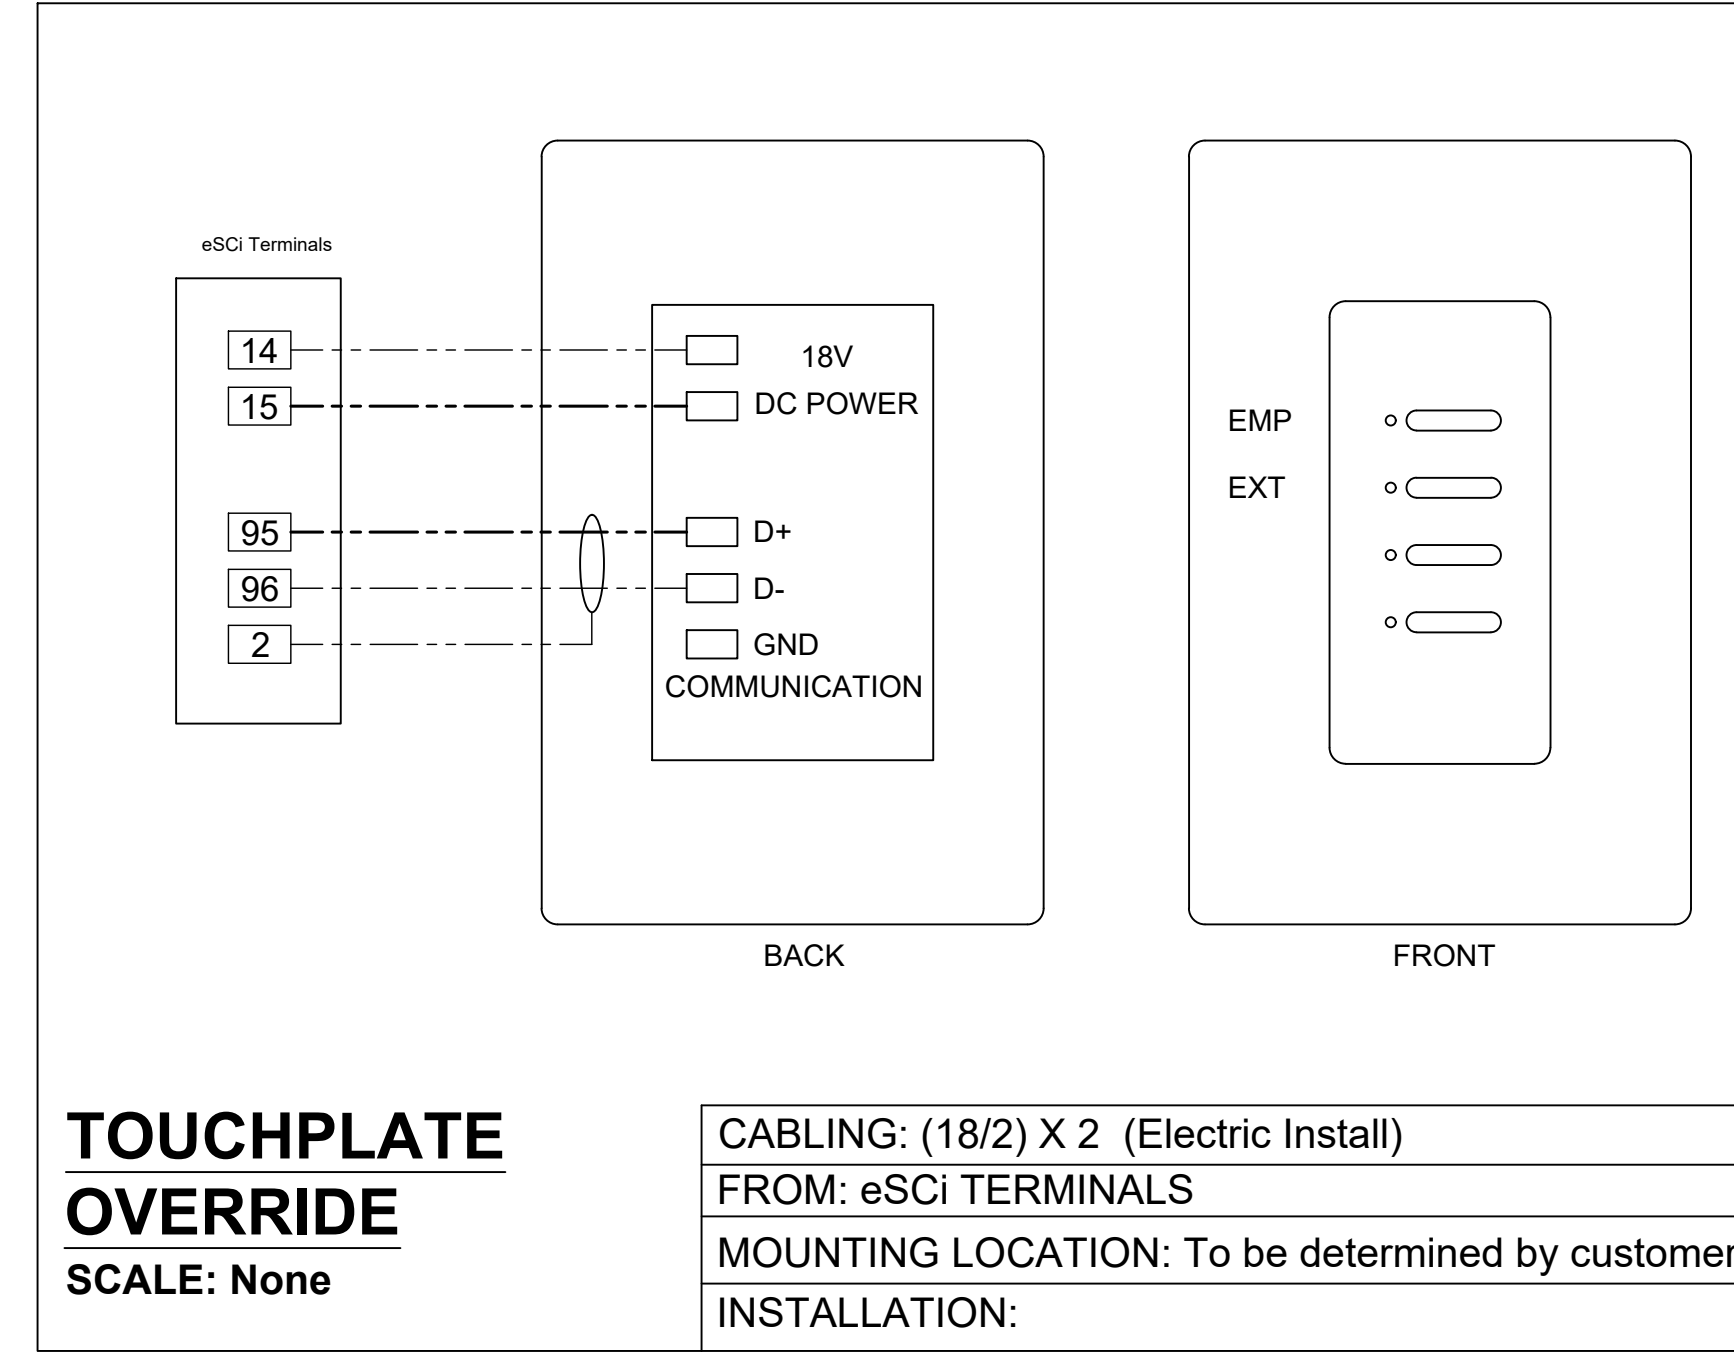 eSCi Terminals
14
15
95
96
2
18V
DC POWER
D+
D-
GND
COMMUNICATION
BACK
EMP
EXT
FRONT
TOUCHPLATE
OVERRIDE
SCALE: None
CABLING: (18/2) X 2 (Electric Install)
FROM: eSCi TERMINALS
MOUNTING LOCATION: To be determined by customer
INSTALLATION: